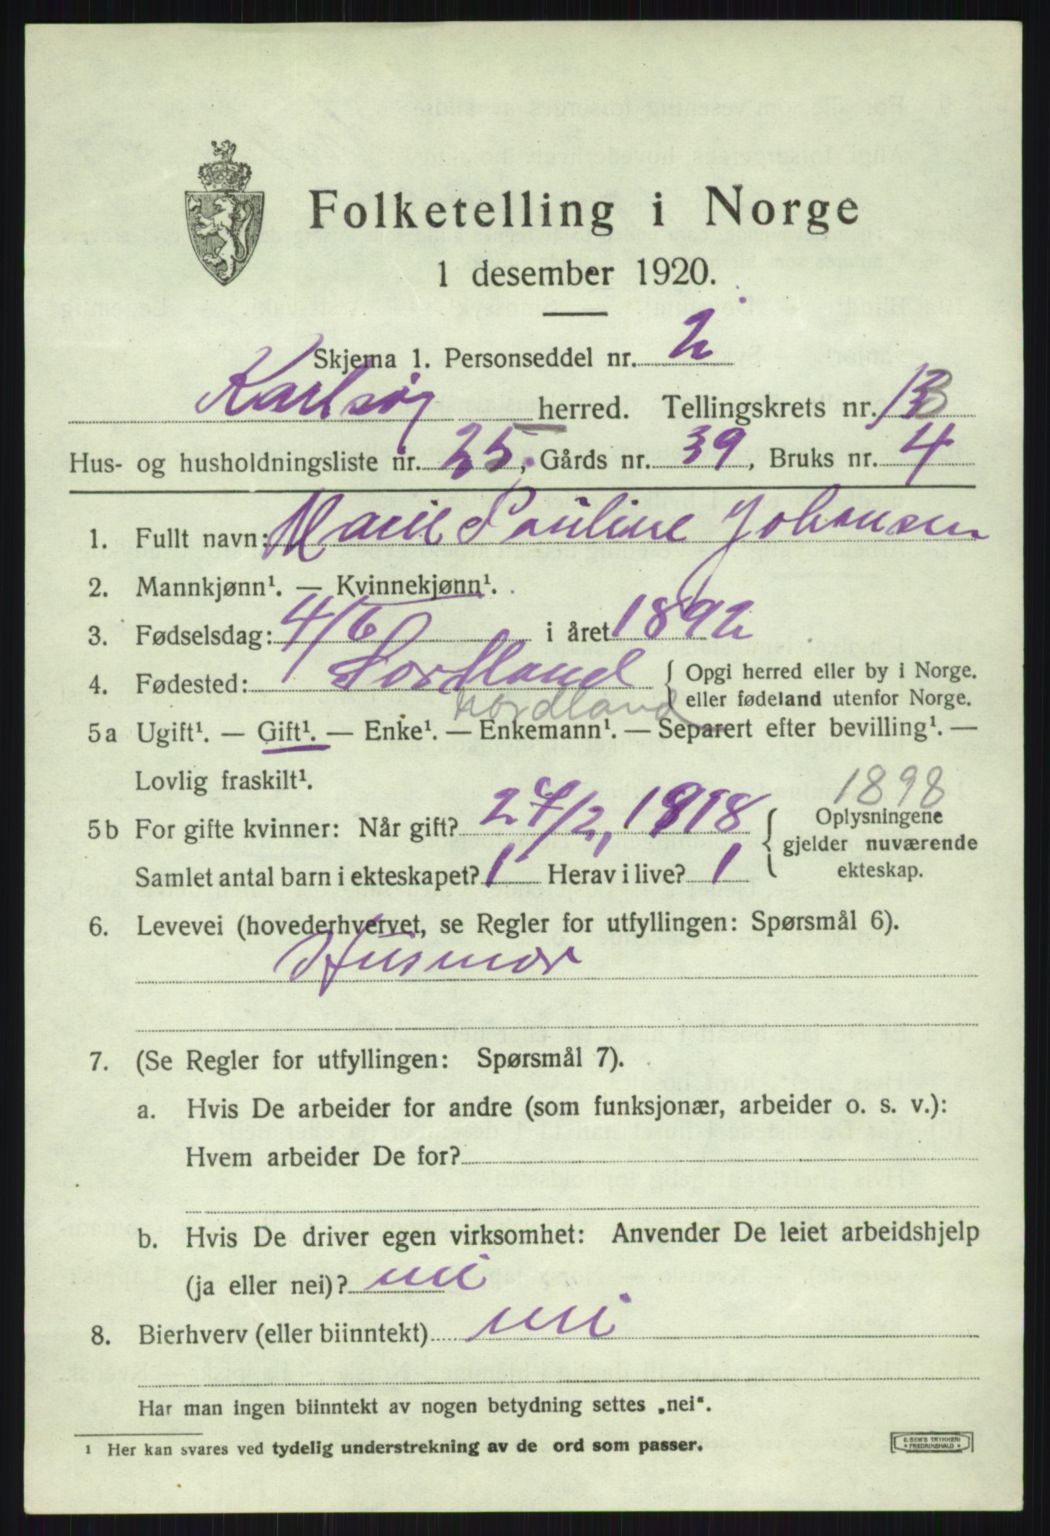 Folketelling i Norge
1 desember 1920.
Skjema 1. Personseddel nr. 2
Karlsøy herred. Tellingskrets nr. 13
Hus- og husholdningsliste nr. 25, Gårds nr. 39, Bruks nr. 4
1. Fullt navn: Marie Pauline Johansen
2. Mannkjønn¹. — Kvinnekjønn¹.
3. Fødselsdag: 4/6 i året 1892
4. Fødested: Sortland { Opgi herred eller by i Norge.
eller fødeland utenfor Norge.
Nordland
5a Ugift¹. — Gift¹. — Enke¹. — Enkemann¹. — Separert efter bevilling¹. —
Lovlig fraskilt¹.
1898
5b For gifte kvinner: Når gift? 27/2, 1918 { Oplysningene
gjelder nuværende
Samlet antal barn i ekteskapet? 1 Herav i live? 1 ekteskap.
6. Levevei (hovederhvervet, se Regler for utfyllingen: Spørsmål 6).
Husmor
7. (Se Regler for utfyllingen: Spørsmål 7).
a. Hvis De arbeider for andre (som funksjonær, arbeider o. s. v.):
Hvem arbeider De for?
b. Hvis De driver egen virksomhet: Anvender De leiet arbeidshjelp
(ja eller nei)? nei
8. Bierhverv (eller biinntekt) nei
Har man ingen biinntekt av nogen betydning settes „nei“.
¹ Her kan svares ved tydelig understrekning av de ord som passer.